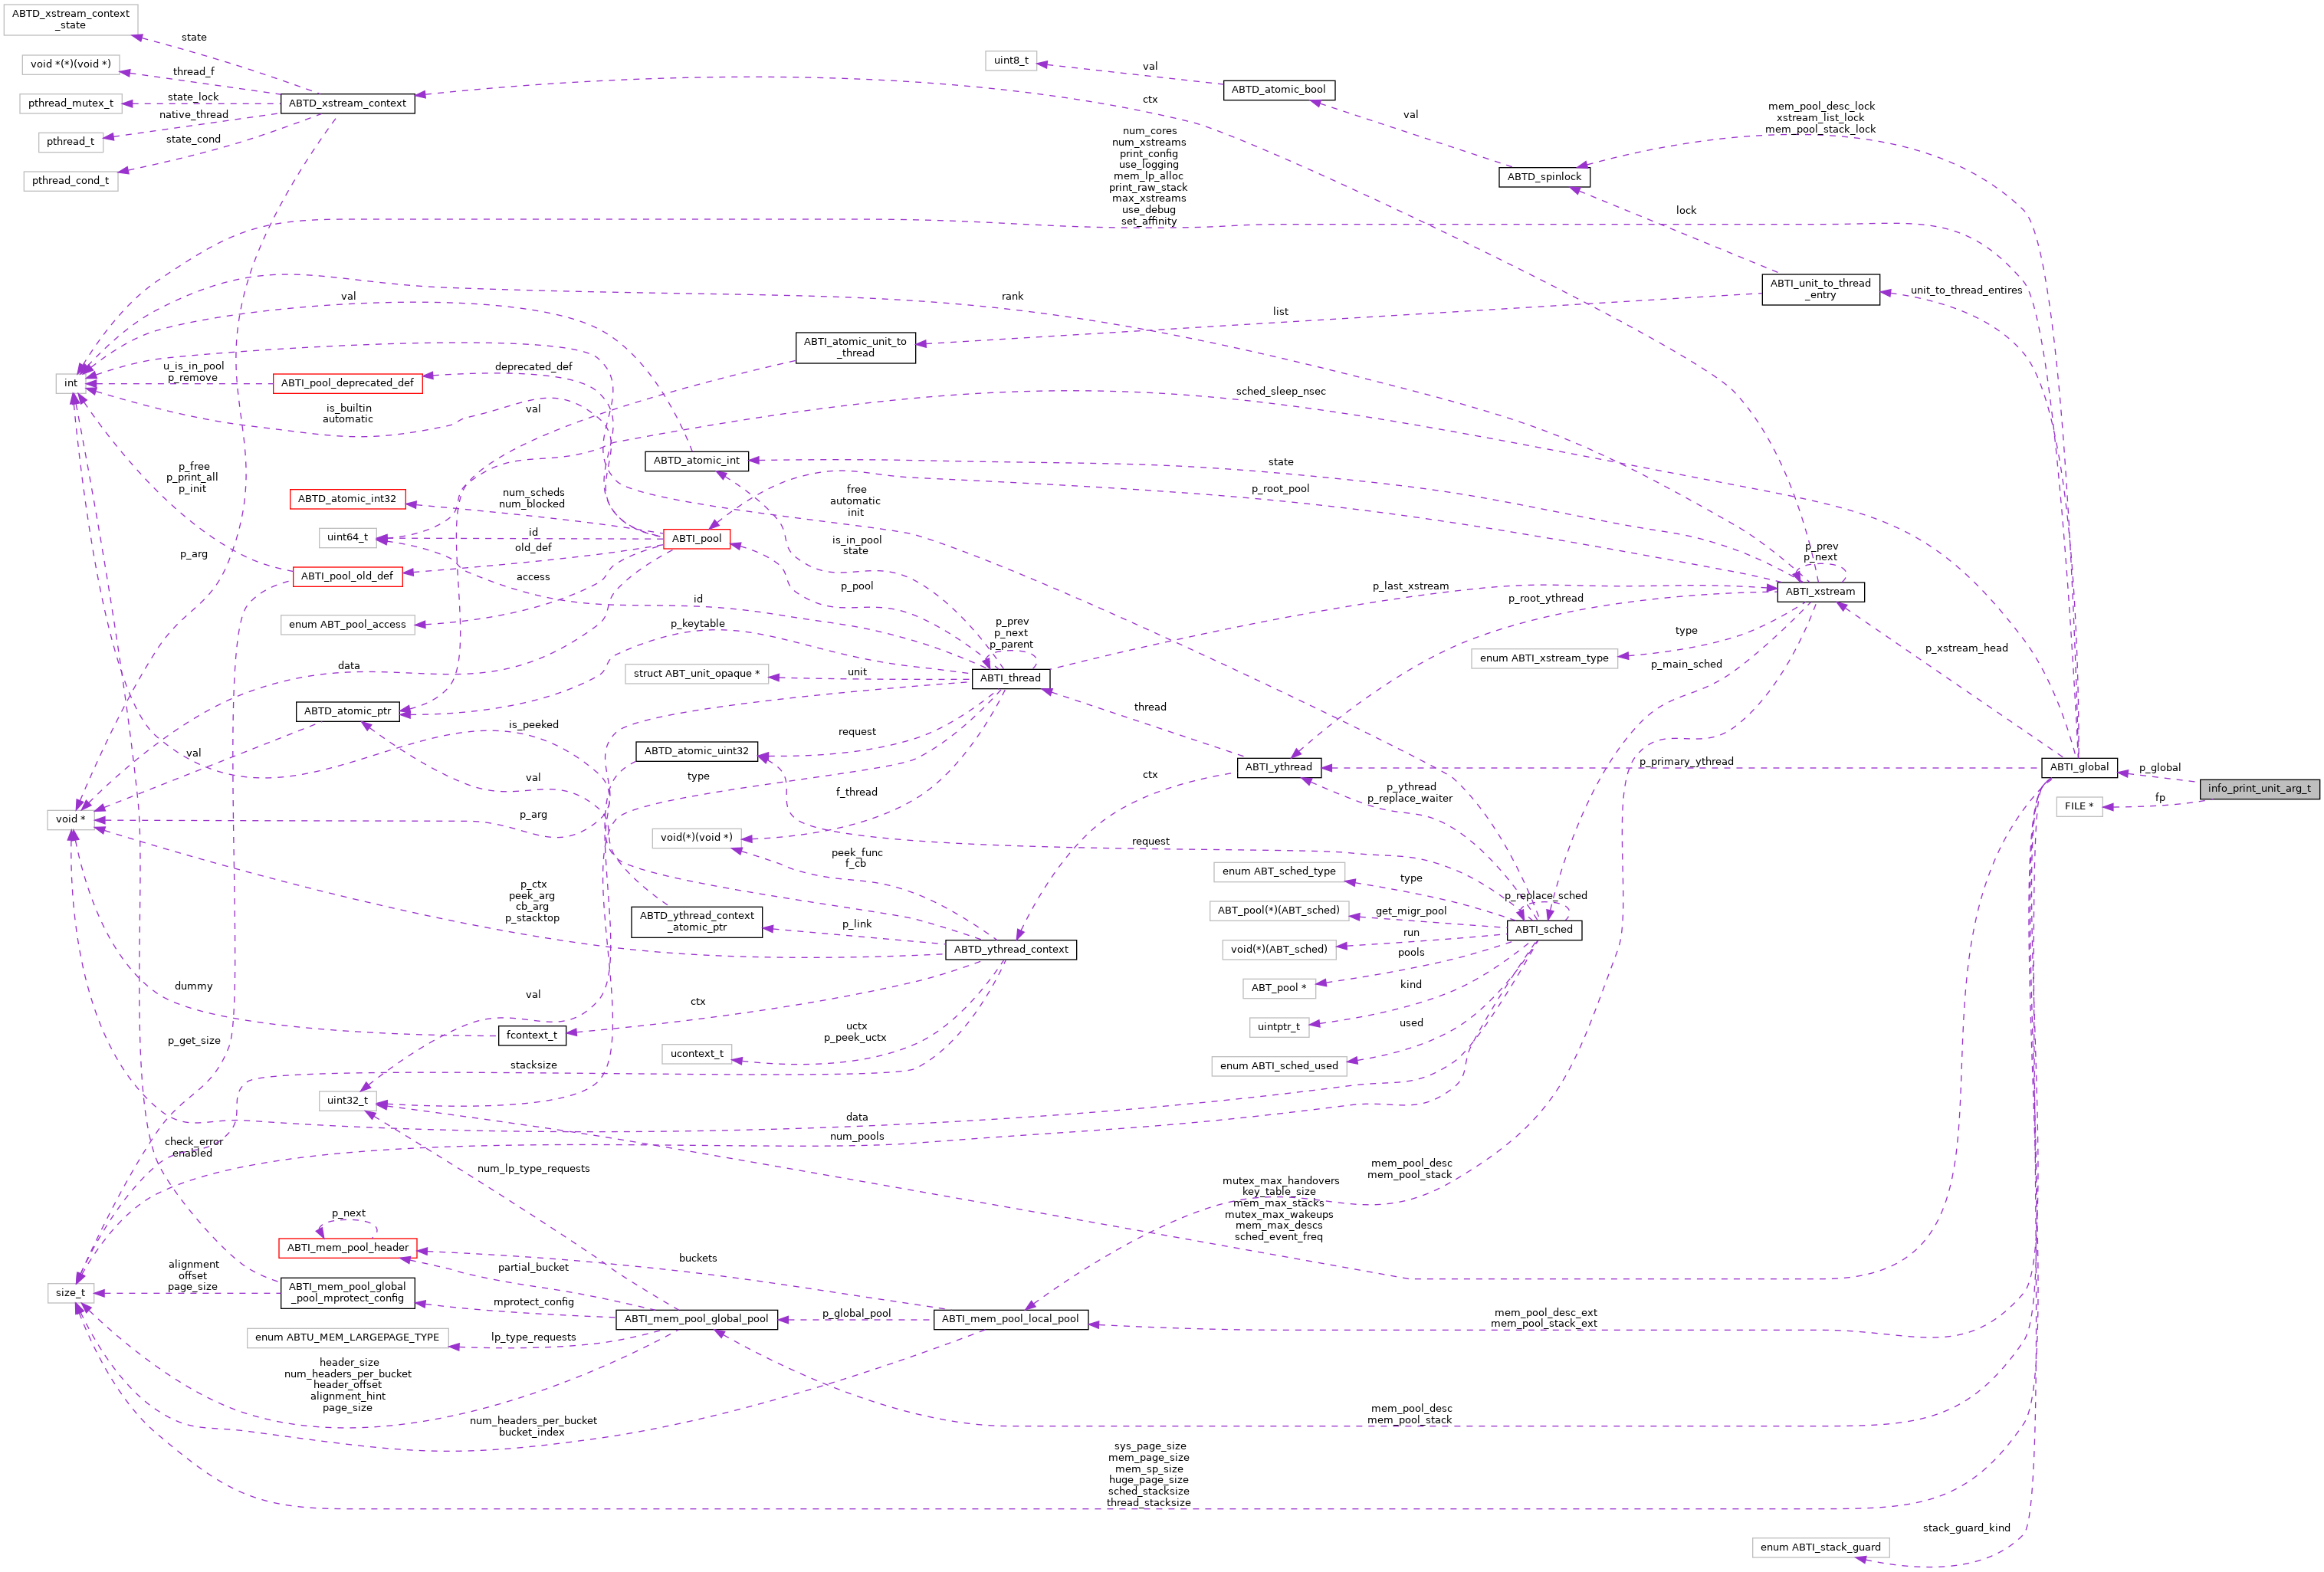 ABTD_xstream_context
_state
state
void *(*)(void *)
thread_f
pthread_mutex_t
state_lock
ABTD_xstream_context
native_thread
pthread_t
state_cond
pthread_cond_t
uint8_t
val
ABTD_atomic_bool
ctx
val
mem_pool_desc_lock
xstream_list_lock
mem_pool_stack_lock
num_cores
num_xstreams
print_config
use_logging
mem_lp_alloc
print_raw_stack
max_xstreams
use_debug
set_affinity
ABTD_spinlock
lock
ABTI_unit_to_thread
_entry
unit_to_thread_entires
val
rank
list
ABTI_atomic_unit_to
_thread
int
u_is_in_pool
p_remove
ABTI_pool_deprecated_def
deprecated_def
is_builtin
automatic
val
sched_sleep_nsec
ABTD_atomic_int
state
p_free
p_print_all
p_init
ABTD_atomic_int32
num_scheds
num_blocked
free
automatic
init
p_root_pool
uint64_t
id
ABTI_pool
is_in_pool
state
p_arg
old_def
ABTI_pool_old_def
access
p_pool
p_last_xstream
p_prev
p_next
ABTI_xstream
id
p_root_ythread
enum ABT_pool_access
p_keytable
p_prev
p_next
p_parent
type
enum ABTI_xstream_type
p_xstream_head
data
struct ABT_unit_opaque *
unit
ABTI_thread
p_main_sched
ABTD_atomic_ptr
is_peeked
thread
request
val
ABTD_atomic_uint32
ABTI_ythread
p_primary_ythread
ABTI_global
p_global
info_print_unit_arg_t
val
type
ctx
f_thread
p_ythread
p_replace_waiter
FILE *
fp
void *
p_arg
void(*)(void *)
request
peek_func
f_cb
enum ABT_sched_type
type
p_replace_sched
p_ctx
peek_arg
cb_arg
p_stacktop
ABTD_ythread_context
_atomic_ptr
p_link
ABT_pool(*)(ABT_sched)
get_migr_pool
ABTI_sched
run
void(*)(ABT_sched)
ABTD_ythread_context
pools
ABT_pool *
dummy
val
ctx
kind
uintptr_t
fcontext_t
uctx
p_peek_uctx
used
p_get_size
ucontext_t
stacksize
enum ABTI_sched_used
uint32_t
data
num_pools
check_error
enabled
num_lp_type_requests
mem_pool_desc
mem_pool_stack
mutex_max_handovers
key_table_size
mem_max_stacks
mutex_max_wakeups
mem_max_descs
sched_event_freq
p_next
ABTI_mem_pool_header
buckets
partial_bucket
alignment
offset
page_size
size_t
ABTI_mem_pool_global
_pool_mprotect_config
mprotect_config
ABTI_mem_pool_global_pool
p_global_pool
ABTI_mem_pool_local_pool
mem_pool_desc_ext
mem_pool_stack_ext
enum ABTU_MEM_LARGEPAGE_TYPE
lp_type_requests
header_size
num_headers_per_bucket
header_offset
alignment_hint
page_size
num_headers_per_bucket
bucket_index
mem_pool_desc
mem_pool_stack
sys_page_size
mem_page_size
mem_sp_size
huge_page_size
sched_stacksize
thread_stacksize
stack_guard_kind
enum ABTI_stack_guard